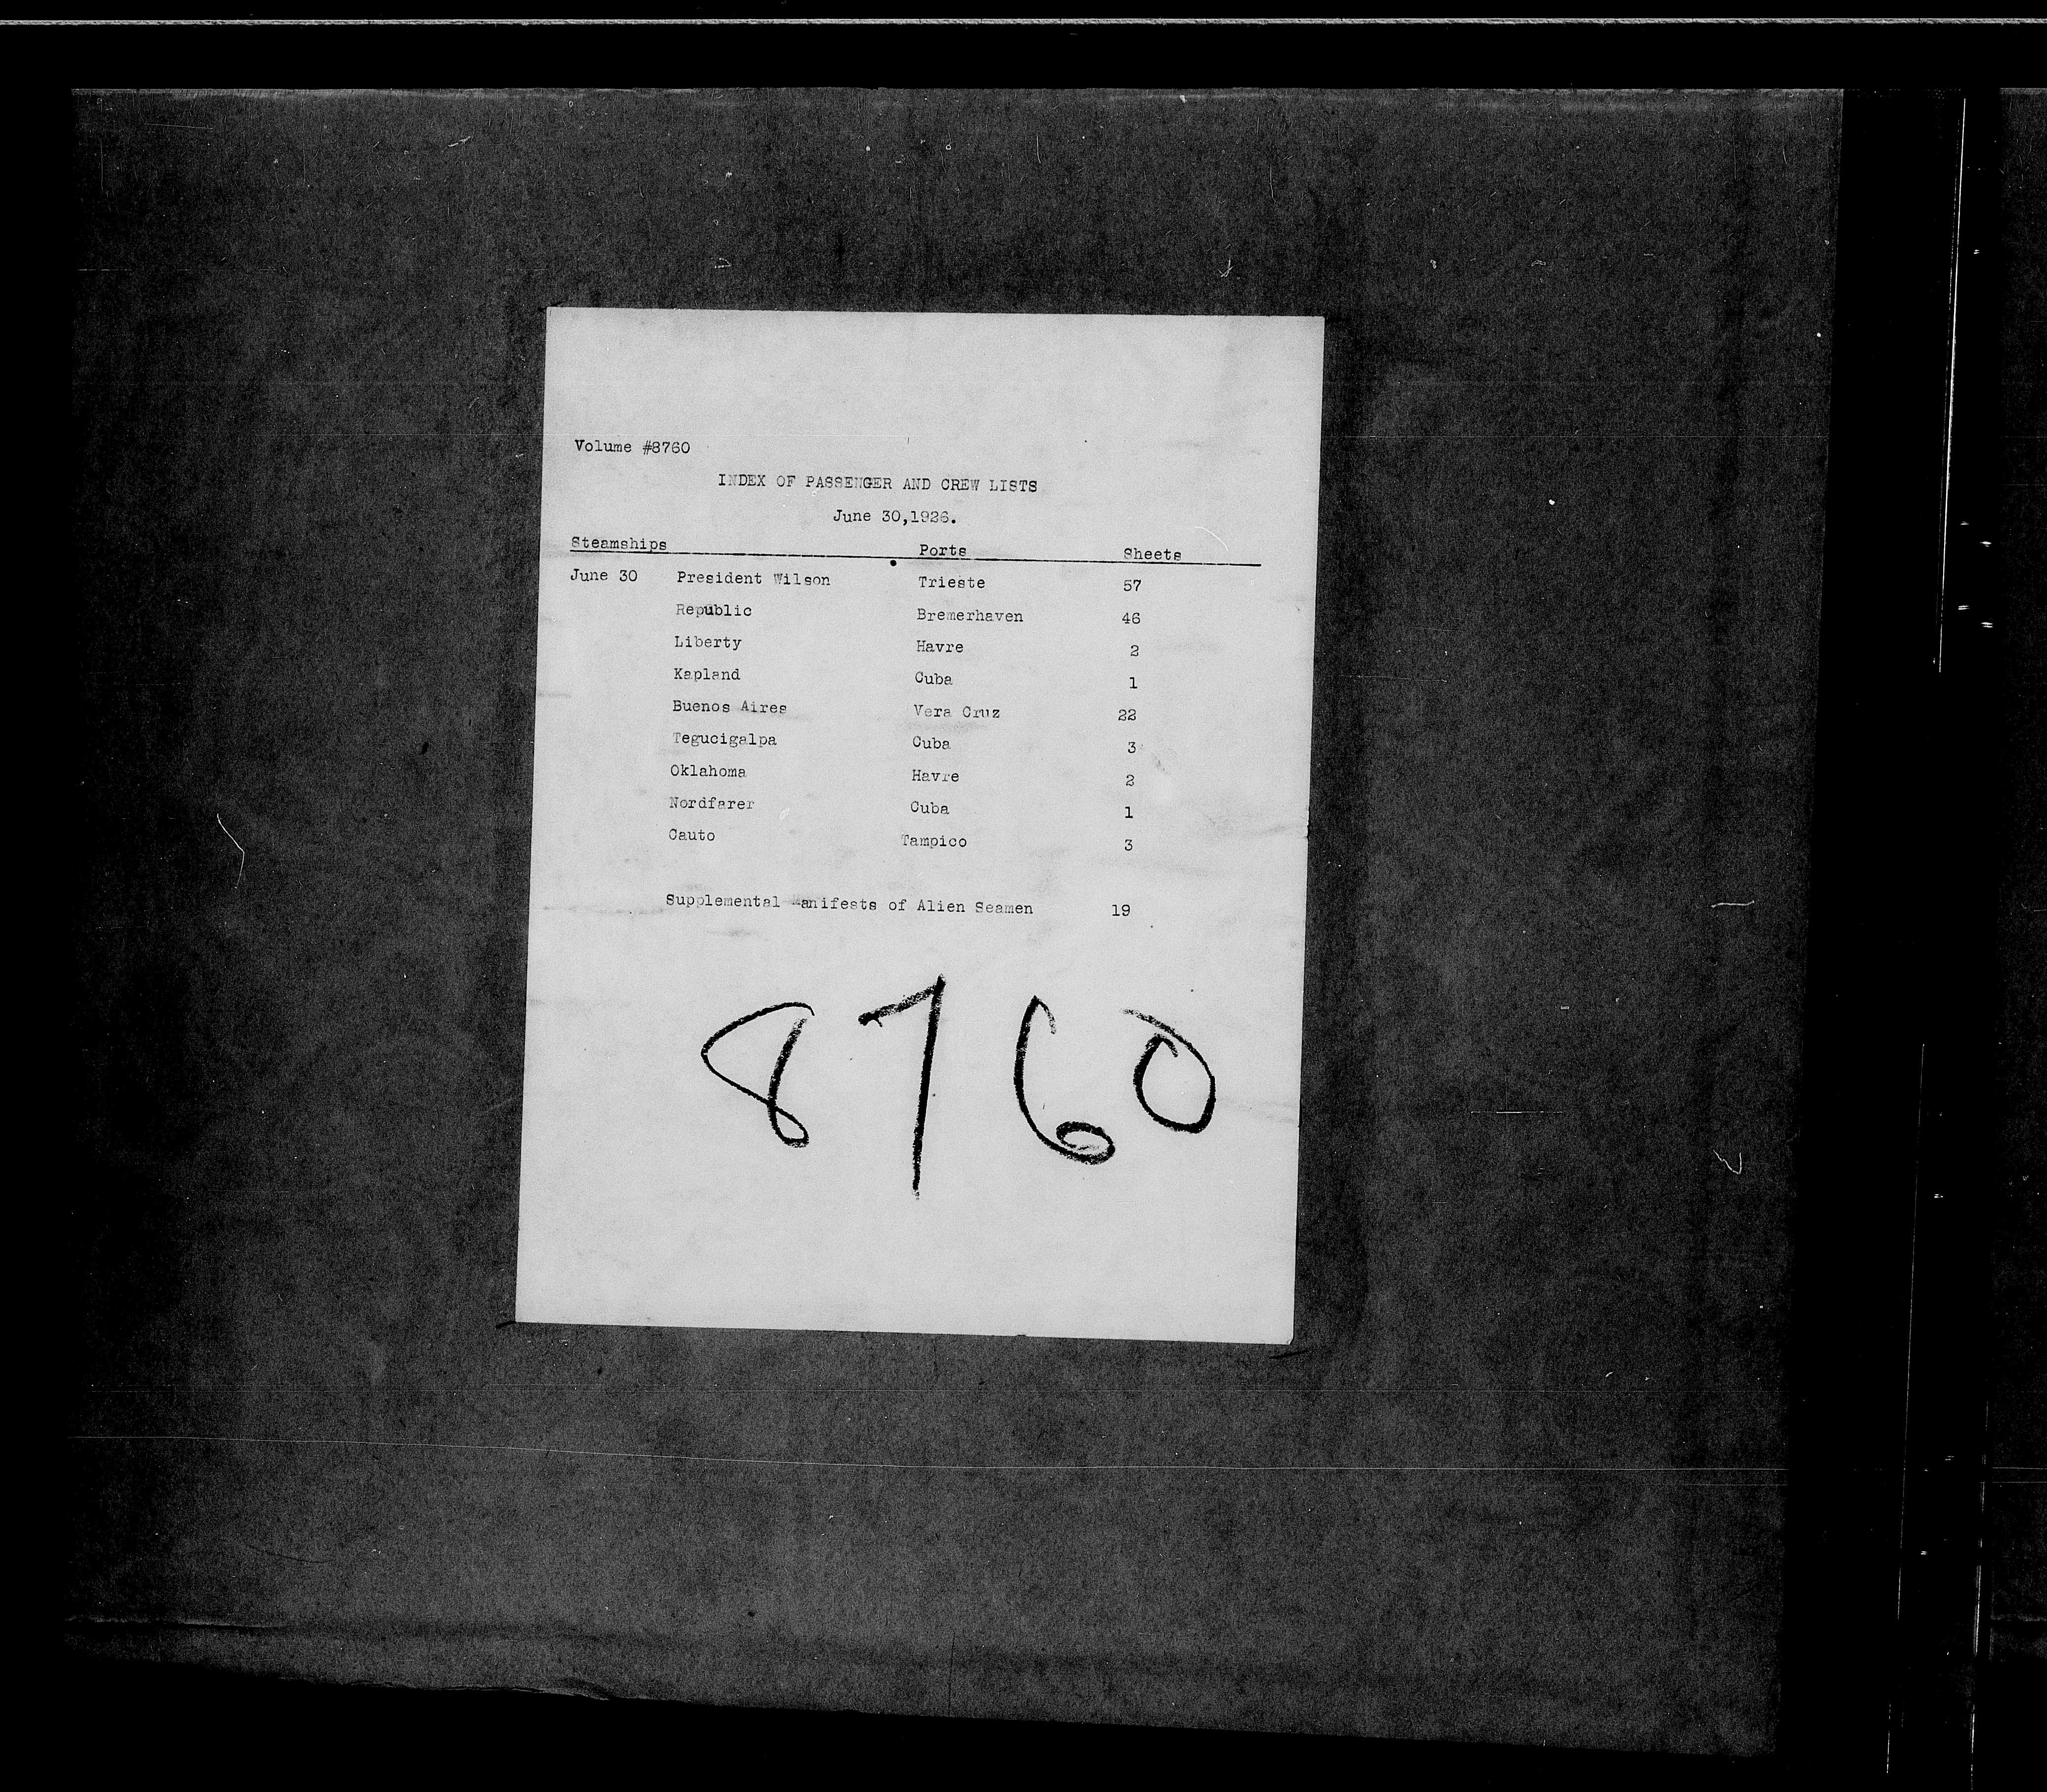 Volume #8760
INDEX OF PASSENGER AND CREW LISTS
June 30,1926.
Steamships Ports Sheets
June 30 President Wilson Trieste 57
Republic Bremerhaven 46
Liberty Havre 2
Kapland Cuba 1
Buenos Aires Vera Cruz 22
Tegucigalpa Cuba 3
Oklahoma Havre 2
Nordfarer Cuba 1
Cauto Tampico 3
Supplemental Manifests of Alien Seamen 19
8760